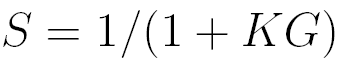 S = 1/(1 + KG)